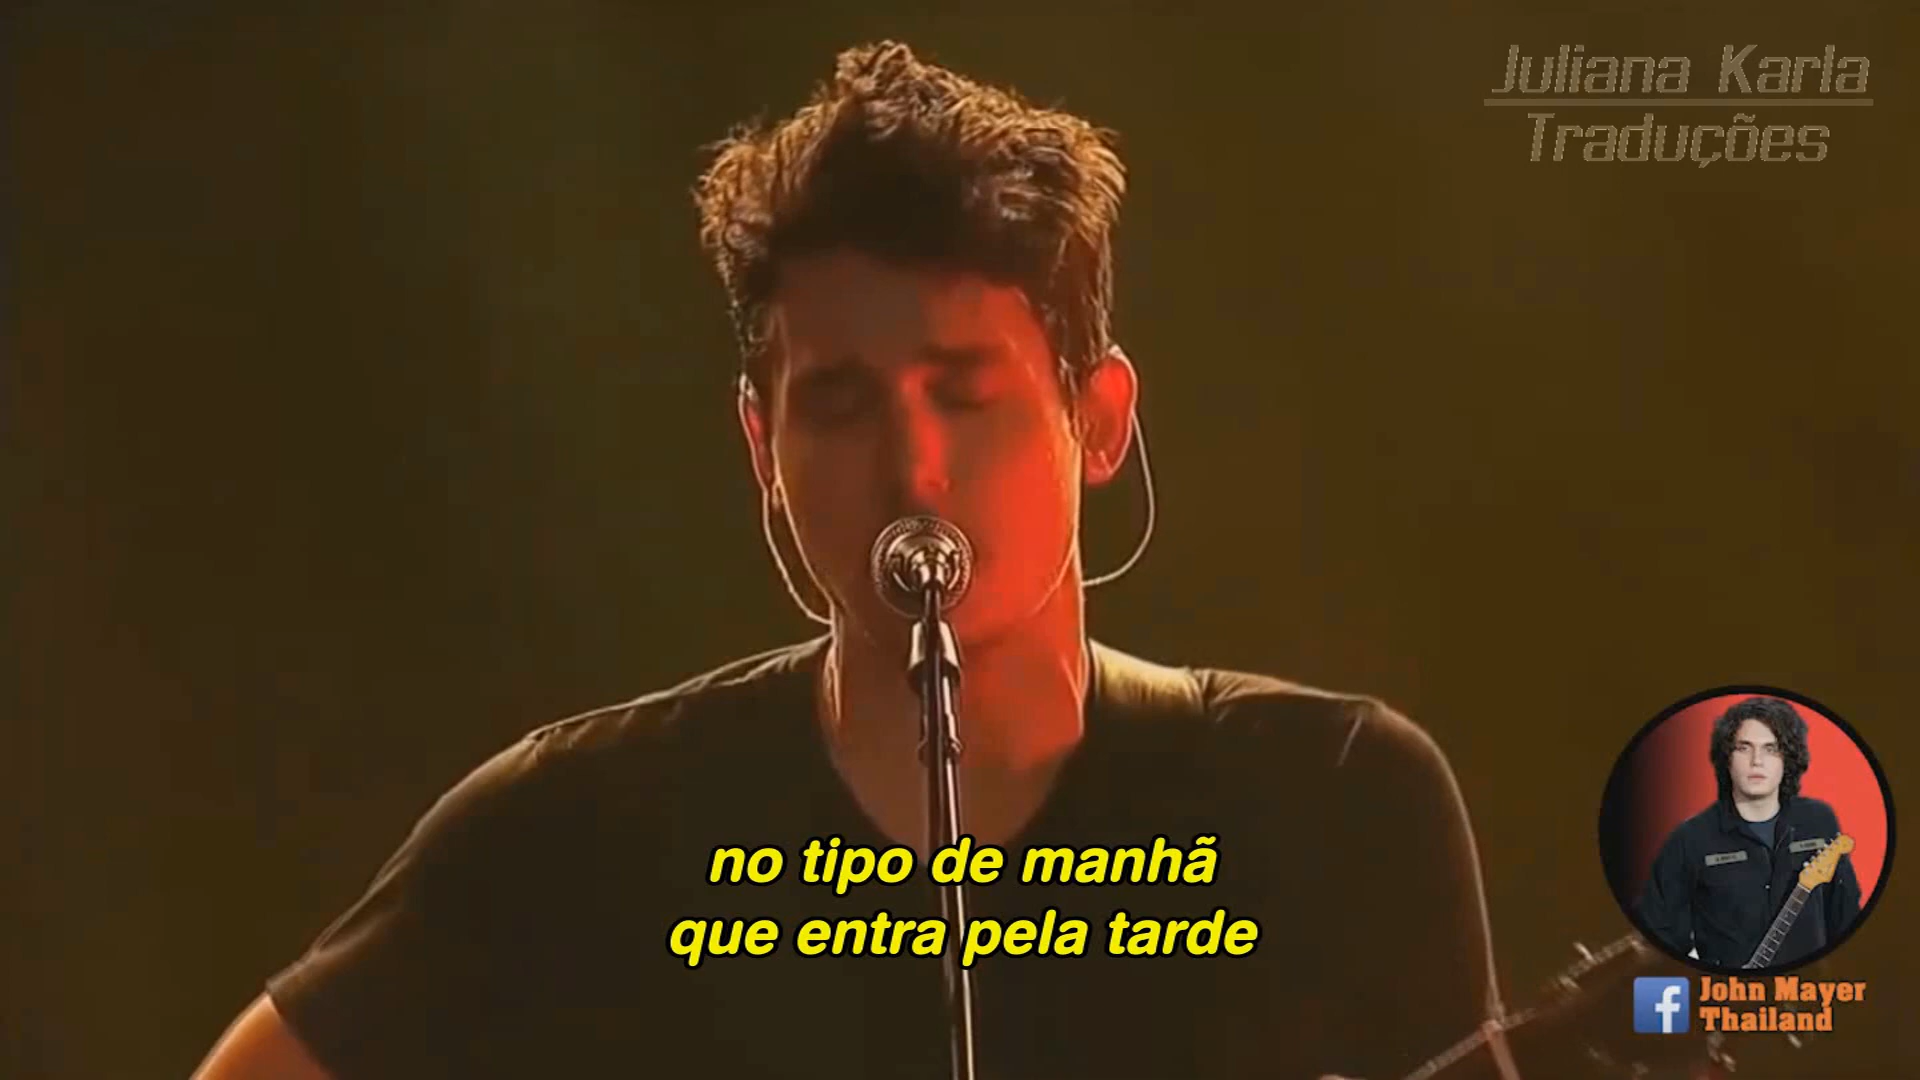 Juliana Karla
Traduções
no tipo de manhã
que entra pela tarde
f John Mayer
Thailand